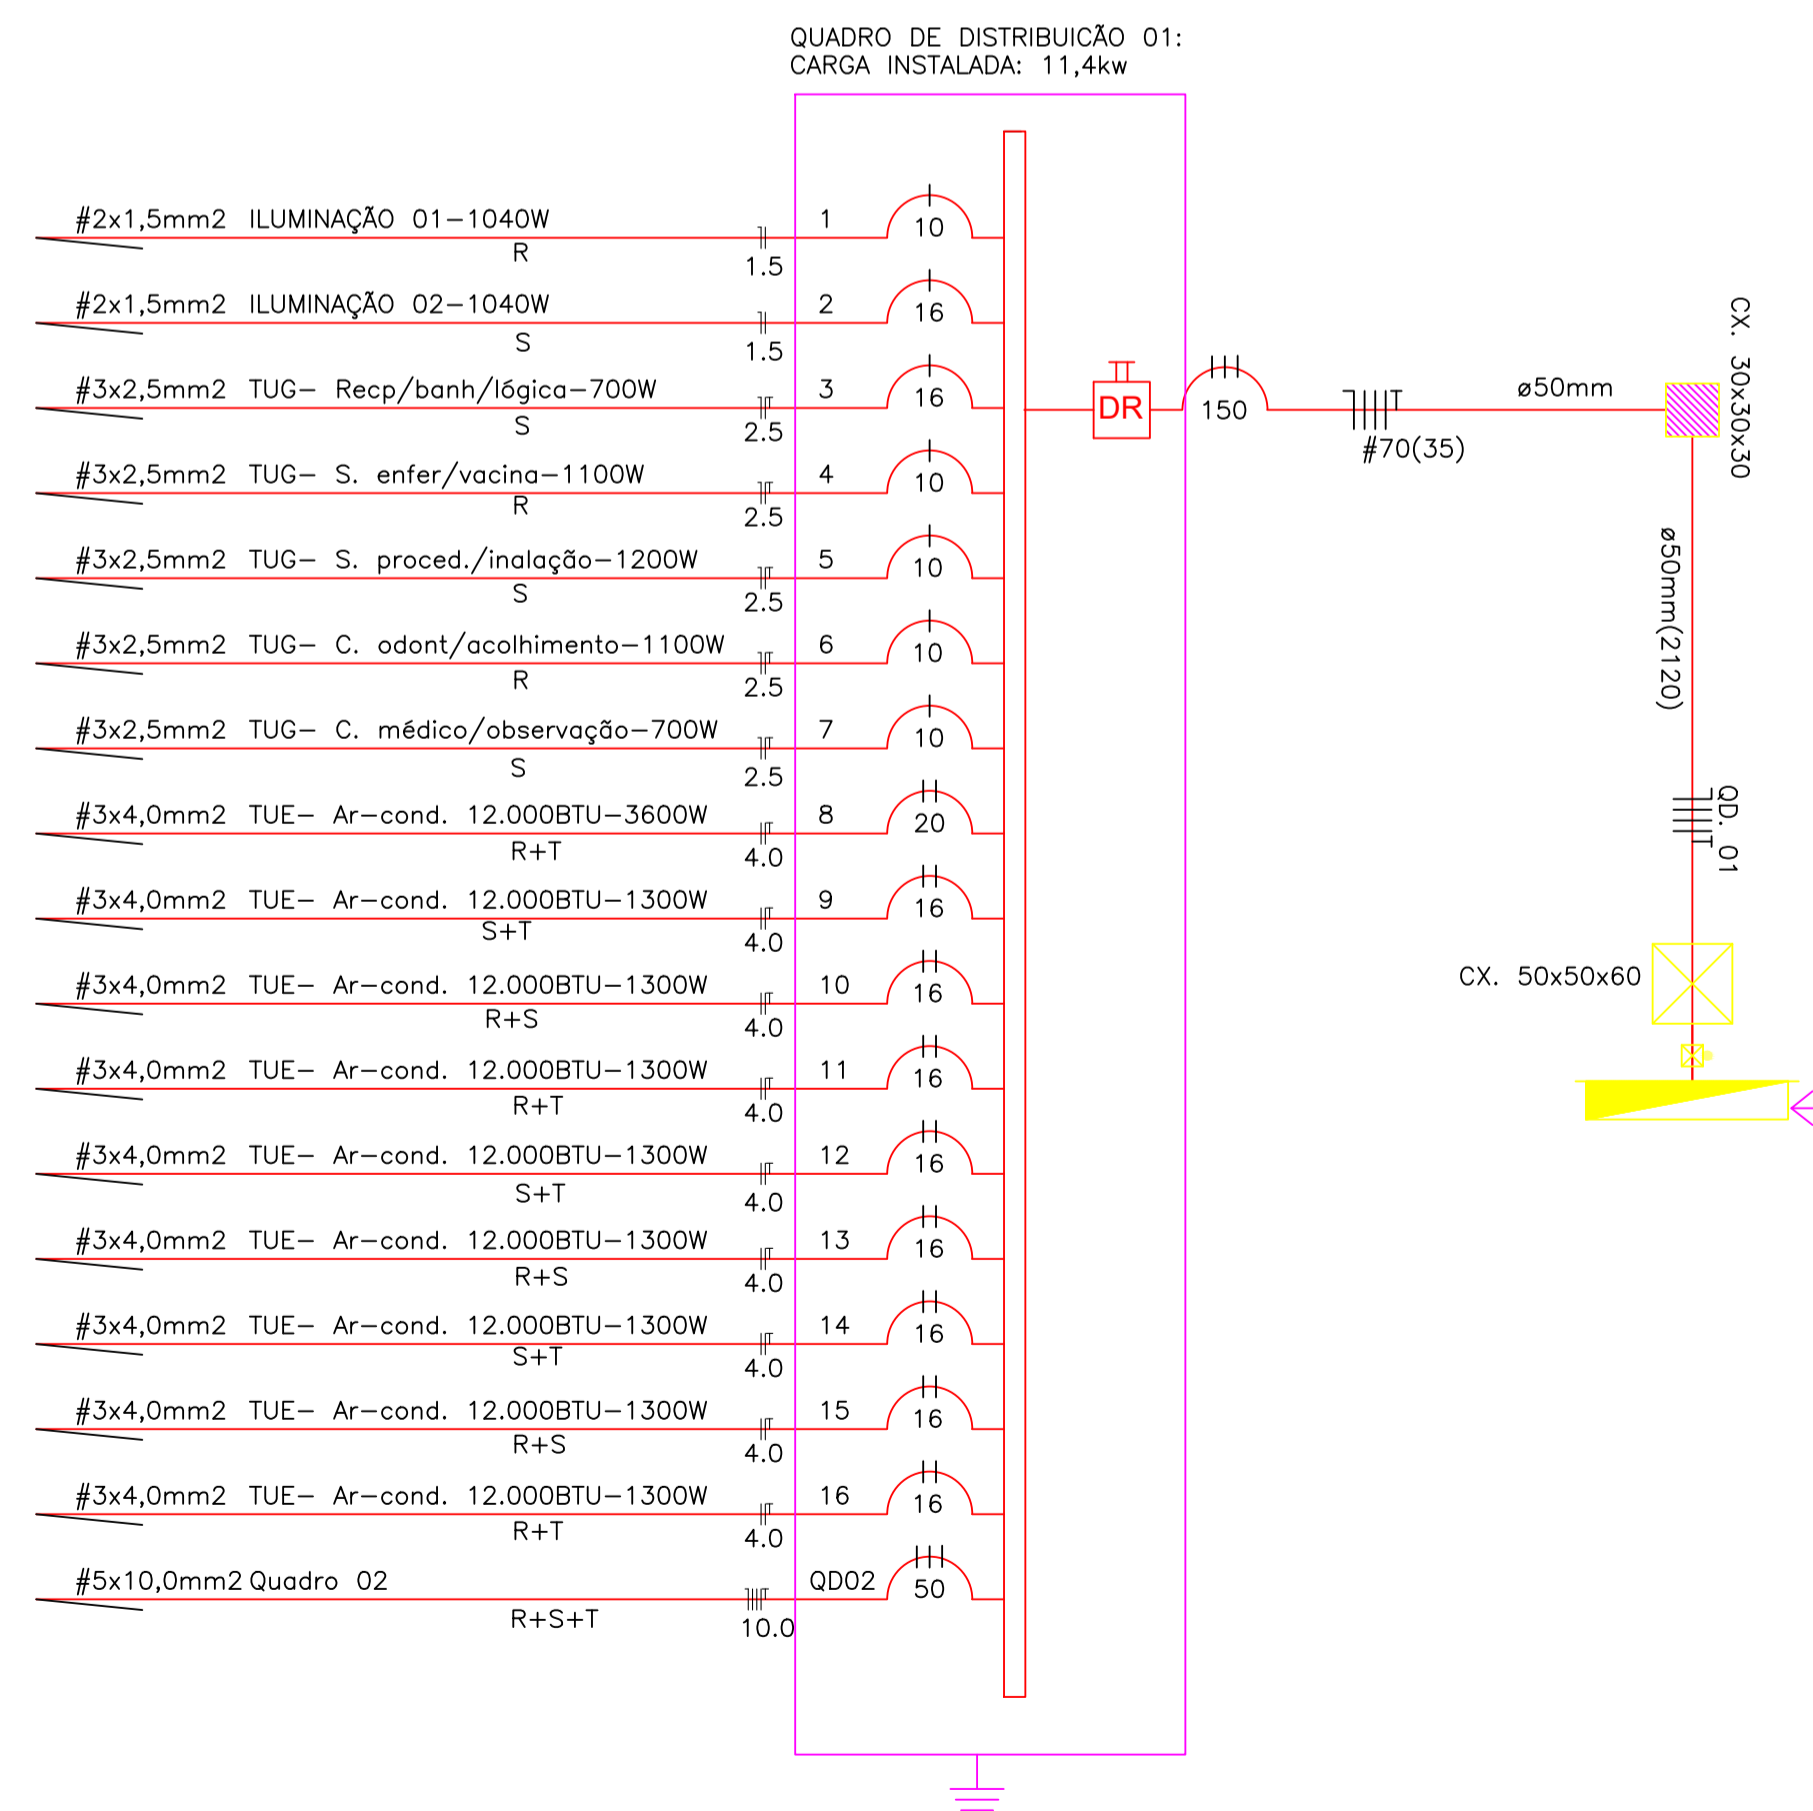 QUADRO DE DISTRIBUICÃO 01:
CARGA INSTALADA: 11,4kw
#2x1,5mm2 ILUMINAÇÃO 01-1040W 1 10
R 1.5
#2x1,5mm2 ILUMINAÇÃO 02-1040W 2 16
S 1.5
#3x2,5mm2 TUG- Recp/banh/lógica-700W 3 16
S 2.5
#3x2,5mm2 TUG- S. enfer/vacina-1100W 4 10
R 2.5
#3x2,5mm2 TUG- S. proced./inalação-1200W 5 10
S 2.5
#3x2,5mm2 TUG- C. odont/acolhimento-1100W 6 10
R 2.5
#3x2,5mm2 TUG- C. médico/observação-700W 7 10
S 2.5
#3x4,0mm2 TUE- Ar-cond. 12.000BTU-3600W 8 20
R+T 4.0
#3x4,0mm2 TUE- Ar-cond. 12.000BTU-1300W 9 16
S+T 4.0
#3x4,0mm2 TUE- Ar-cond. 12.000BTU-1300W 10 16
R+S 4.0
#3x4,0mm2 TUE- Ar-cond. 12.000BTU-1300W 11 16
R+T 4.0
#3x4,0mm2 TUE- Ar-cond. 12.000BTU-1300W 12 16
S+T 4.0
#3x4,0mm2 TUE- Ar-cond. 12.000BTU-1300W 13 16
R+S 4.0
#3x4,0mm2 TUE- Ar-cond. 12.000BTU-1300W 14 16
S+T 4.0
#3x4,0mm2 TUE- Ar-cond. 12.000BTU-1300W 15 16
R+S 4.0
#3x4,0mm2 TUE- Ar-cond. 12.000BTU-1300W 16 16
R+T 4.0
#5x10,0mm2 Quadro 02 QD02 50
R+S+T 10.0
DR
150
#70(35)
ø50mm
CX. 30x30x30
ø50mm(2120)
QD. 01
CX. 50x50x60